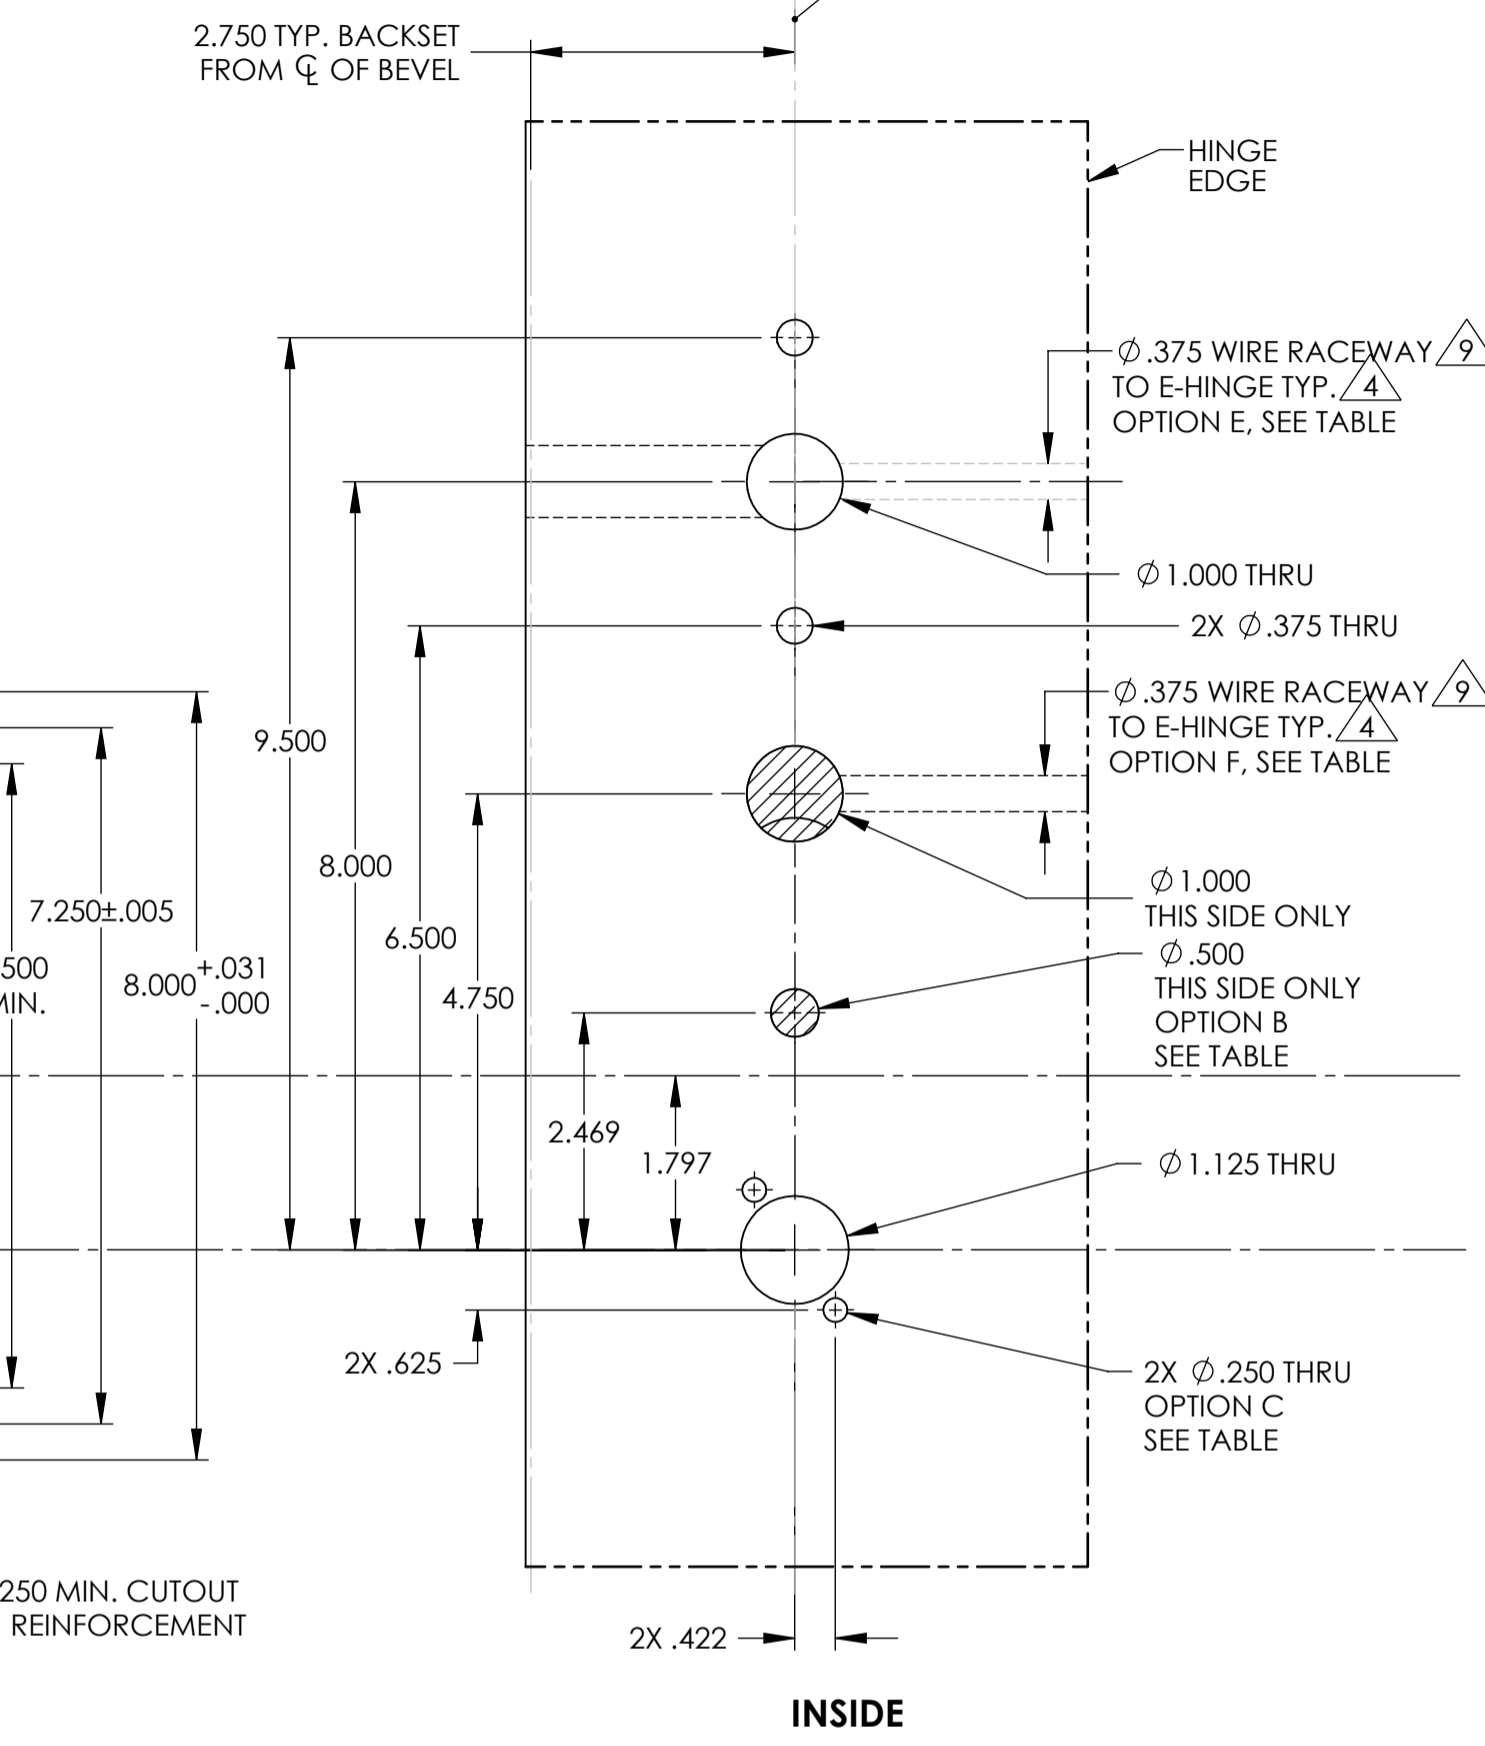 2.750 TYP. BACKSET
FROM ℄ OF BEVEL
HINGE
EDGE
∅.375 WIRE RACEWAY 9
TO E-HINGE TYP. 4
OPTION E, SEE TABLE
∅1.000 THRU
2X ∅.375 THRU
∅.375 WIRE RACEWAY 9
TO E-HINGE TYP. 4
OPTION F, SEE TABLE
9.500
8.000
6.500
4.750
7.250±.005
8.000 +.031
-.000
500
MIN.
∅1.000
THIS SIDE ONLY
∅.500
THIS SIDE ONLY
OPTION B
SEE TABLE
2.469
1.797
∅1.125 THRU
2X .625
2X ∅.250 THRU
OPTION C
SEE TABLE
250 MIN. CUTOUT
REINFORCEMENT
2X .422
INSIDE